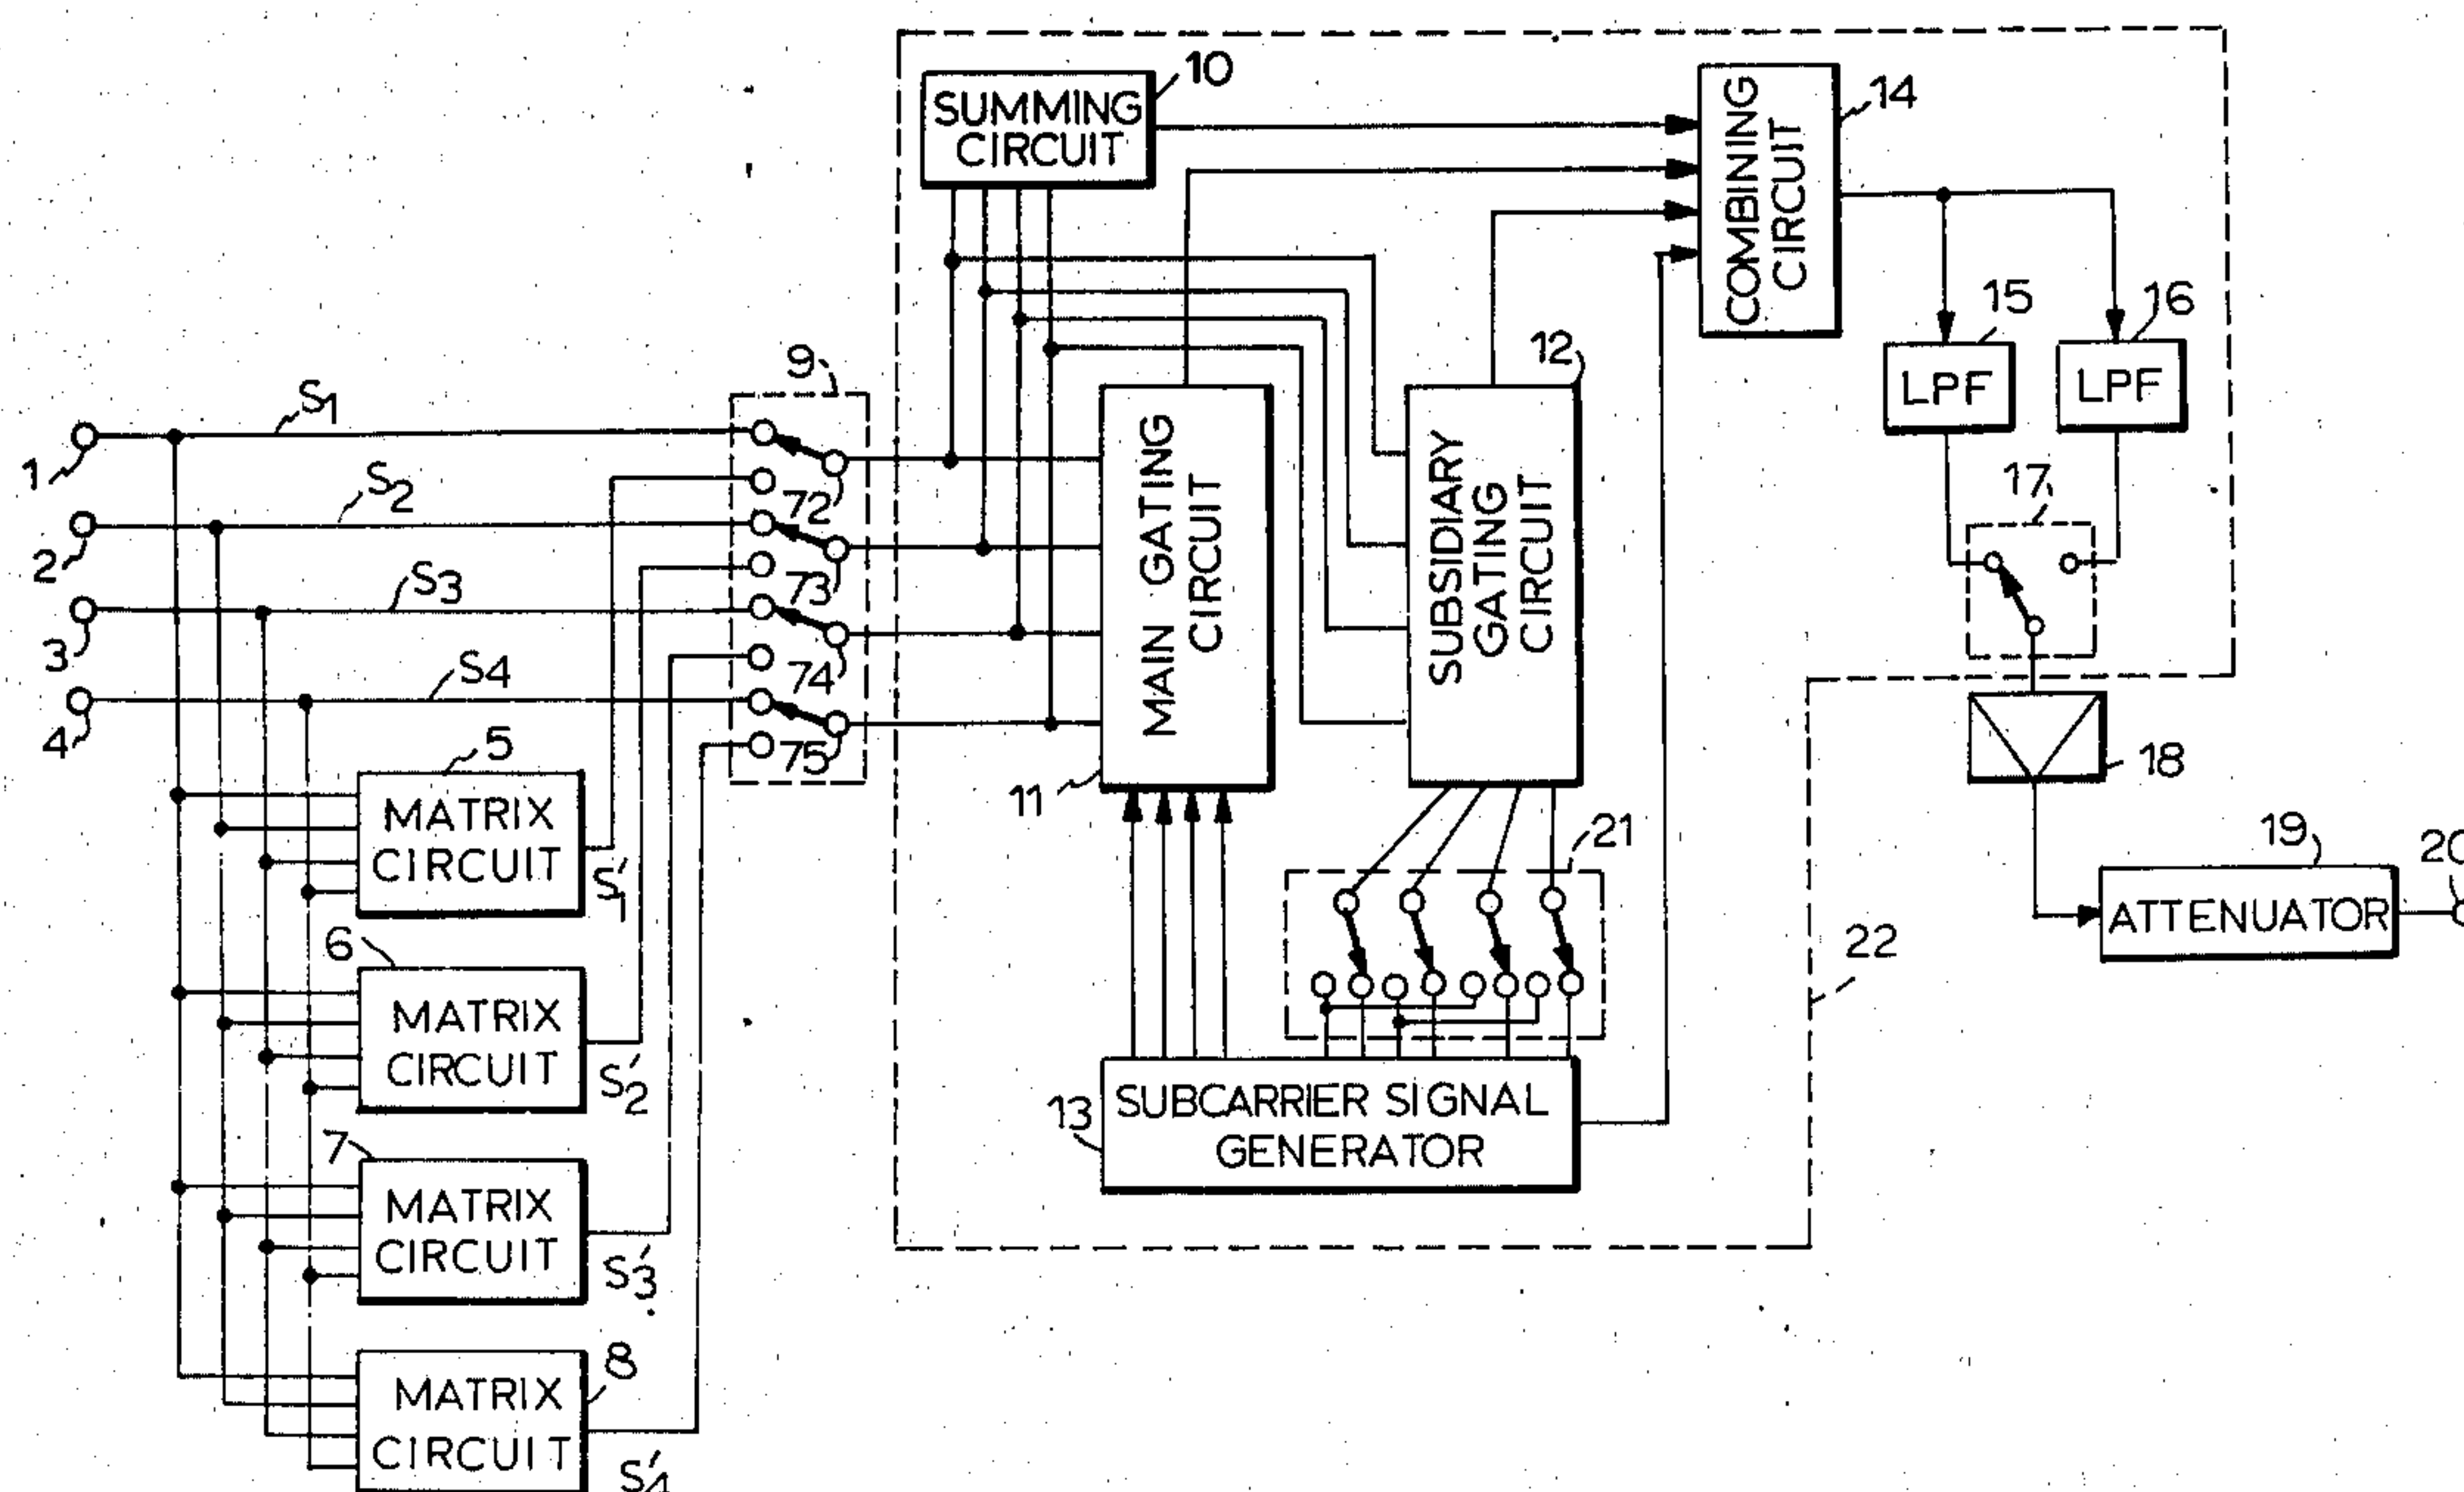 10
SUMMING
CIRCUIT
COMBINING
CIRCUIT
14
15
LPF
16
LPF
9
12
S1
1
72
S2
2
73
S3
3
74
S4
4
75
MAIN GATING
CIRCUIT
11
SUBSIDIARY
GATING
CIRCUIT
17
18
5
MATRIX
CIRCUIT
S'1
21
19
ATTENUATOR
20
22
6
MATRIX
CIRCUIT
S'2
13
SUBCARRIER SIGNAL
GENERATOR
7
MATRIX
CIRCUIT
S'3
8
MATRIX
CIRCUIT
S'4